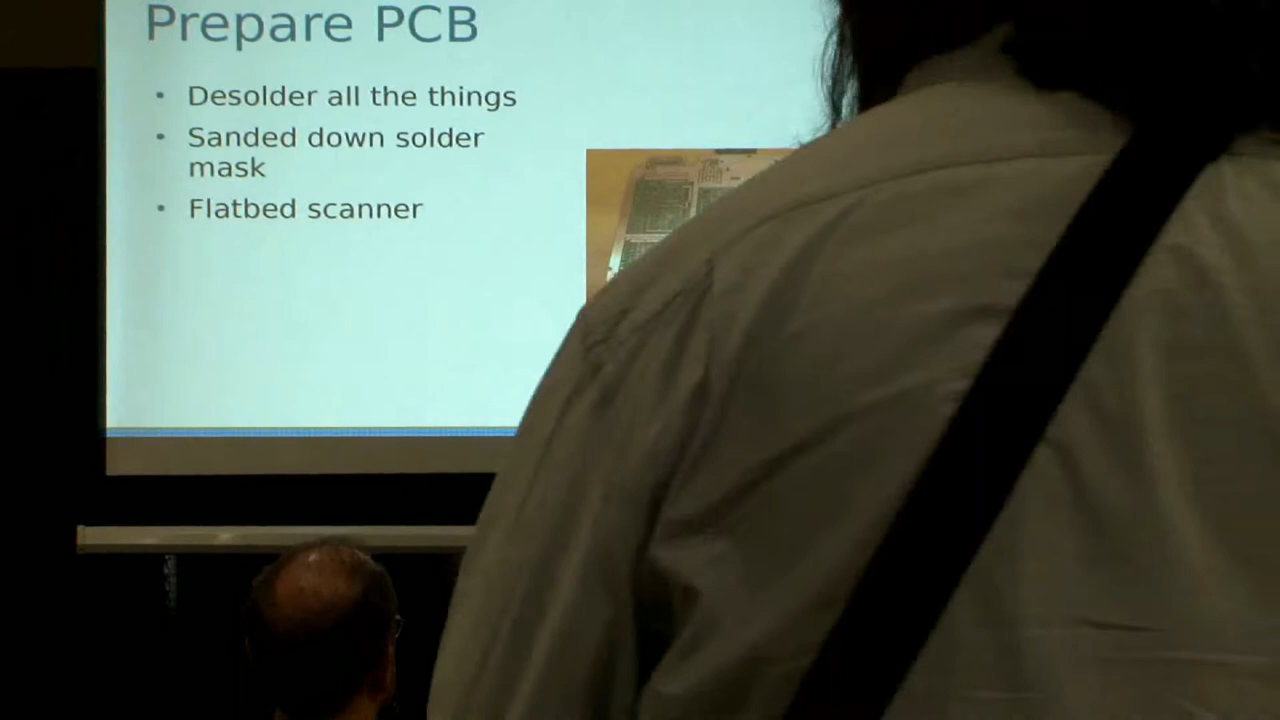 Prepare PCB
• Desolder all the things
• Sanded down solder
mask
• Flatbed scanner